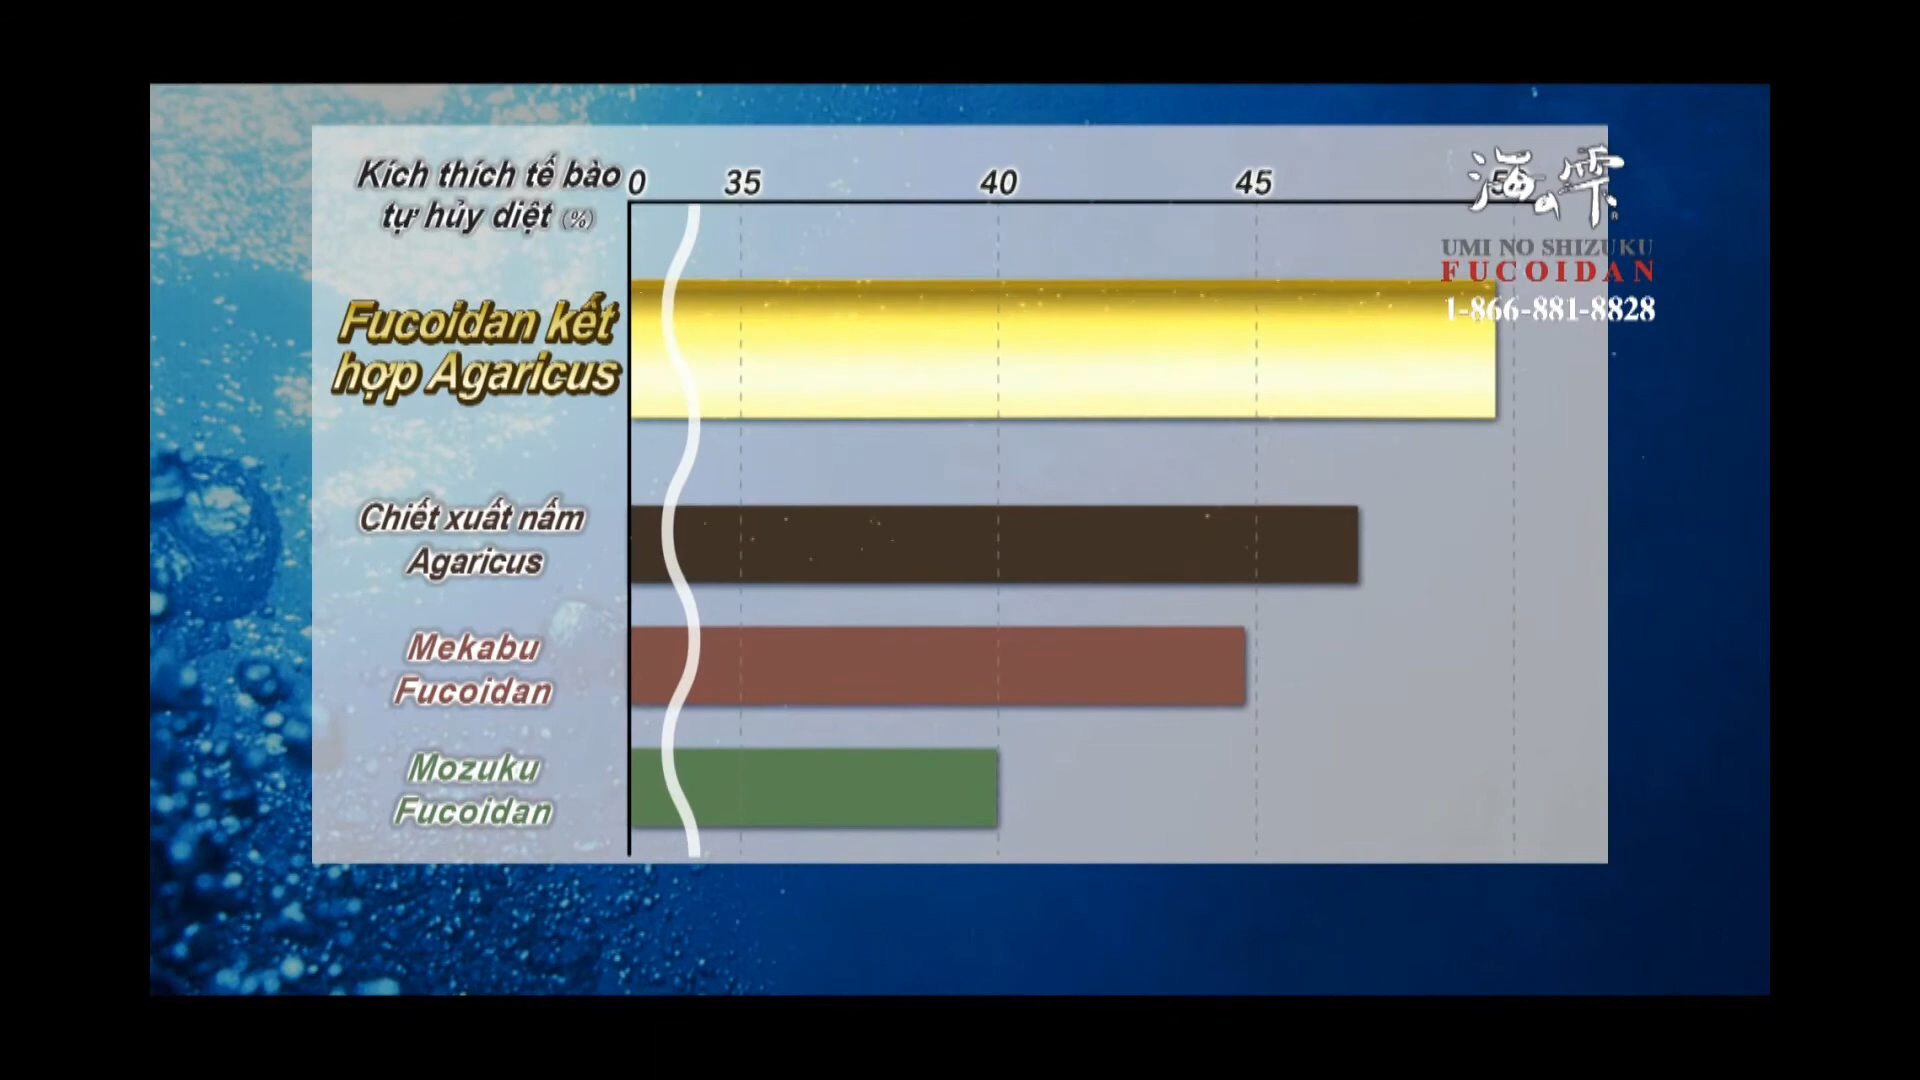 Kích thích tế bào
tự hủy diệt (%)
0 35 40 45
海の雫
UMI NO SHIZUKU
FUCOIDAN
1-866-881-8828
Fucoidan kết
hợp Agaricus
Chiết xuất nấm
Agaricus
Mekabu
Fucoidan
Mozuku
Fucoidan